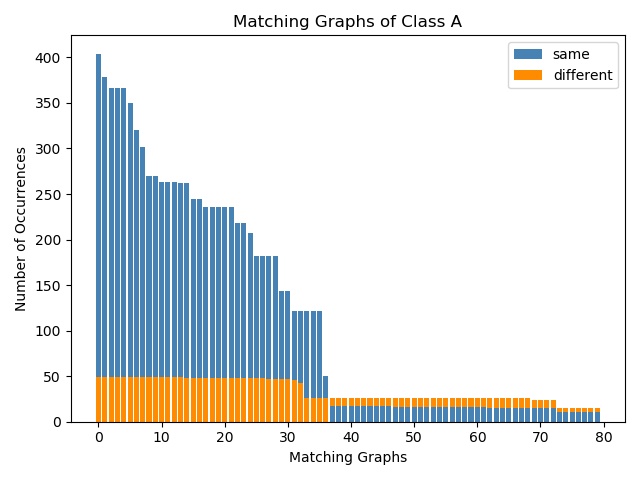 Matching Graphs of Class A
same
different
Number of Occurrences
400
350
300
250
200
150
100
50
0
0 10 20 30 40 50 60 70 80
Matching Graphs